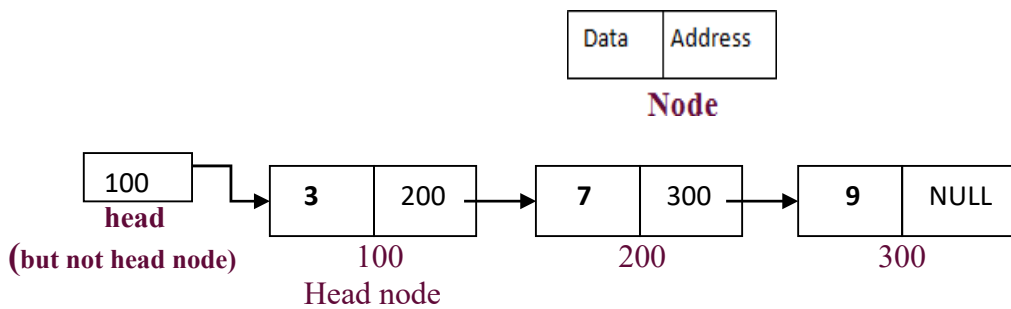 Data Address
Node
100 3 200 7 300 9 NULL
head
(but not head node) 100 200 300
Head node